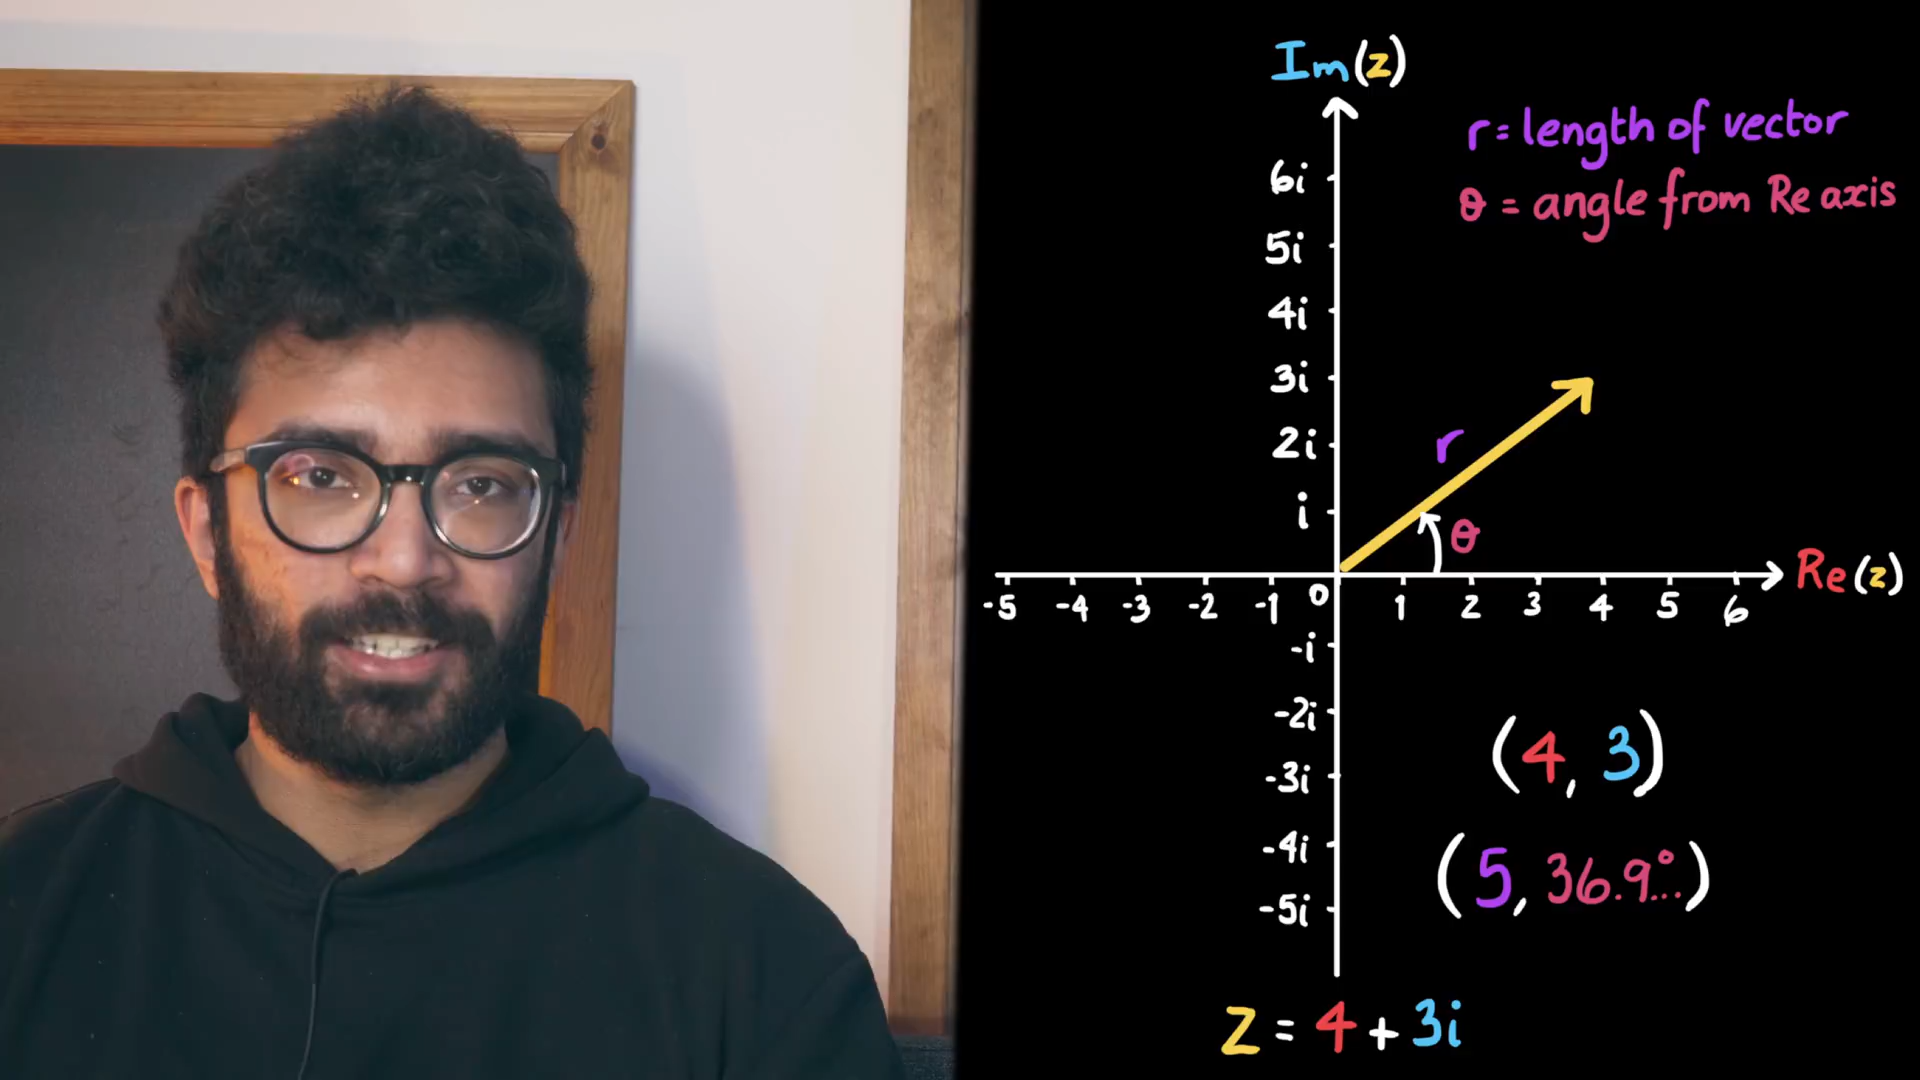 Im(z)
r = length of vector
θ = angle from Re axis
6i
5i
4i
3i
2i
r
i
θ
Re(z)
-5 -4 -3 -2 -1 0 1 2 3 4 5 6
-i
-2i
(4, 3)
-3i
-4i
(5, 36.9...°)
-5i
z = 4 + 3i